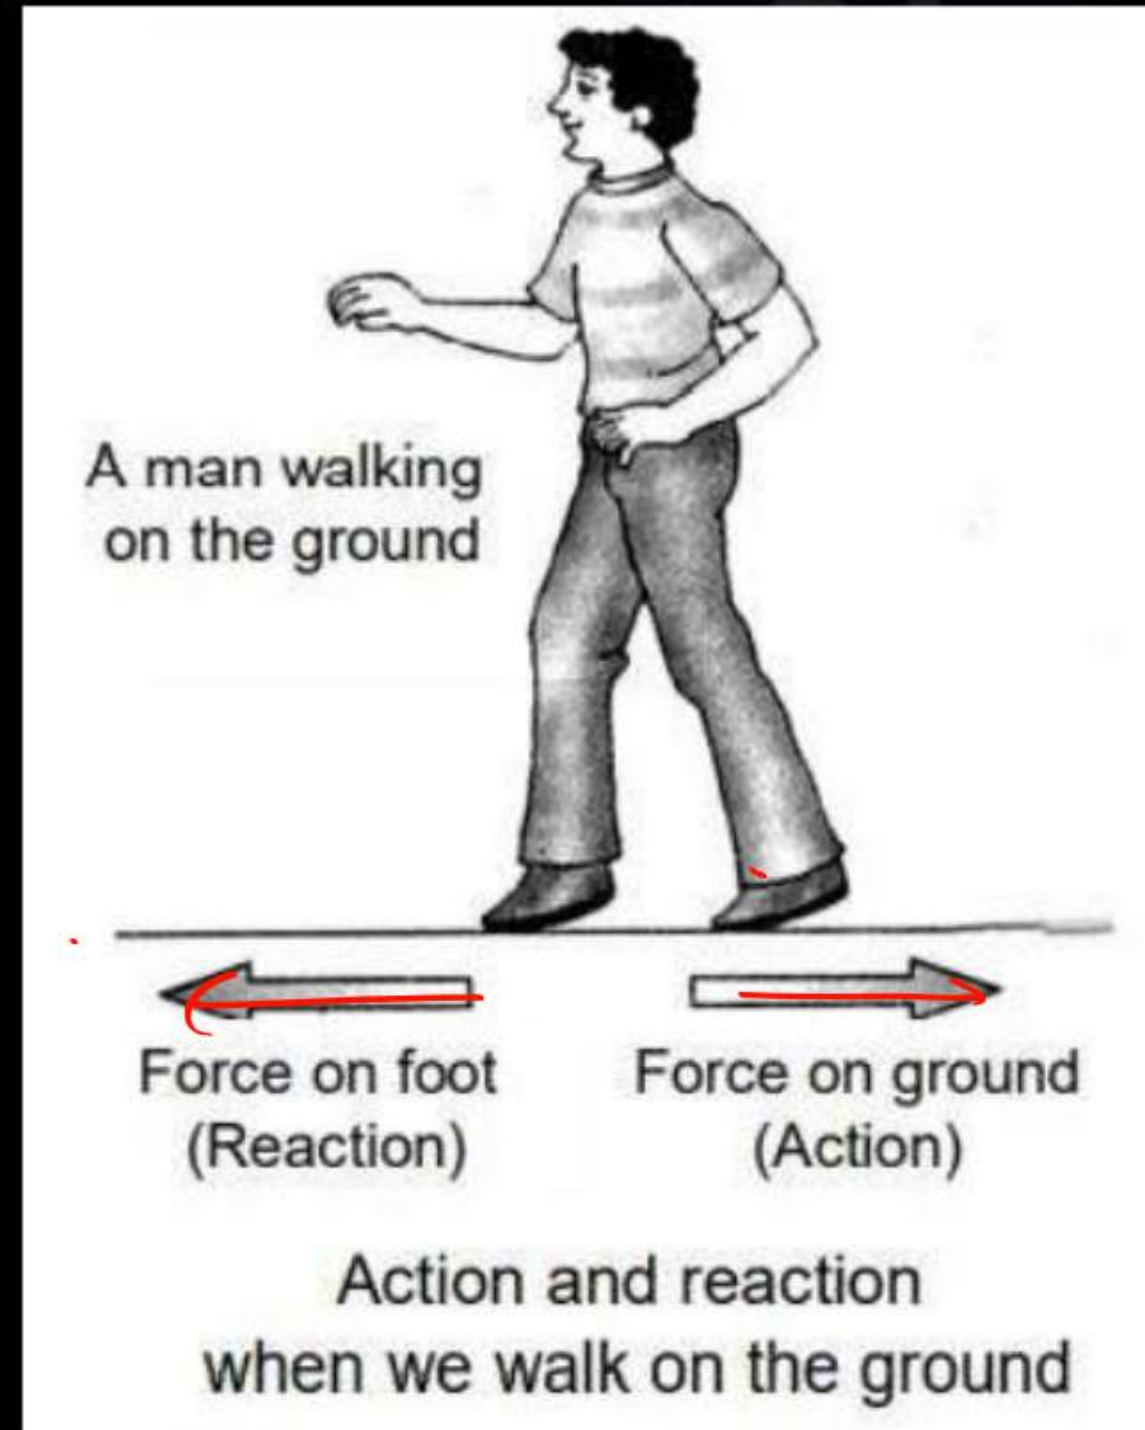 A man walking
on the ground
Force on foot
(Reaction)
Force on ground
(Action)
Action and reaction
when we walk on the ground